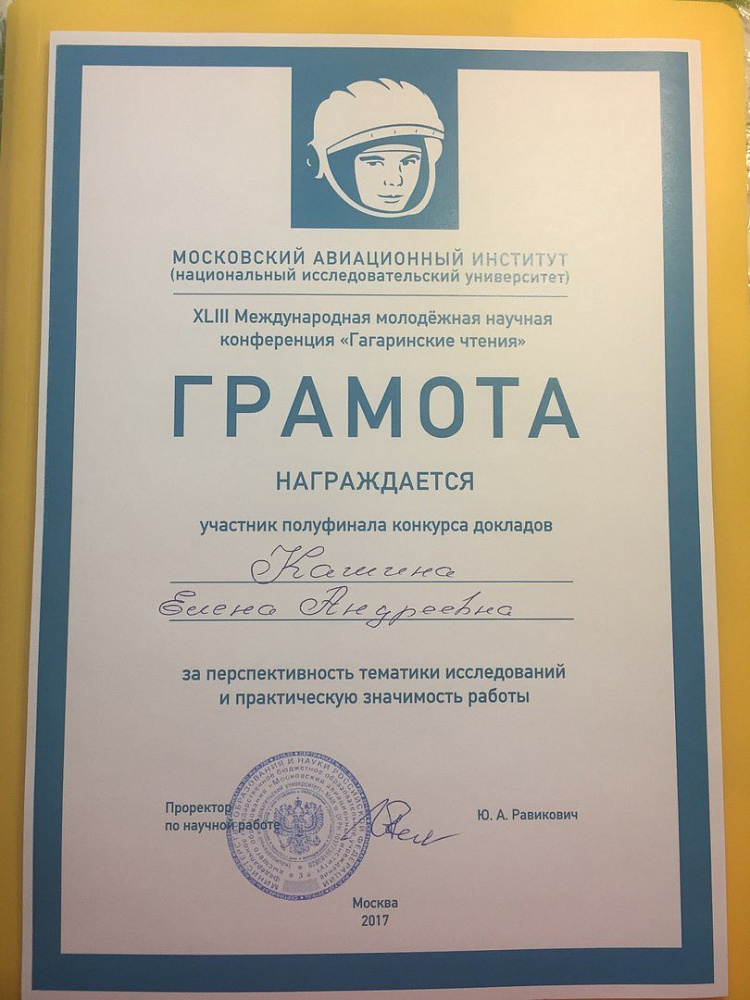 МОСКОВСКИЙ АВИАЦИОННЫЙ ИНСТИТУТ
(национальный исследовательский университет)
XLIII Международная молодёжная научная
конференция «Гагаринские чтения»
ГРАМОТА
НАГРАЖДАЕТСЯ
участник полуфинала конкурса докладов
Кашина
Елена Андреевна
за перспективность тематики исследований
и практическую значимость работы
Проректор
по научной работе
Ю. А. Равикович
Москва
2017